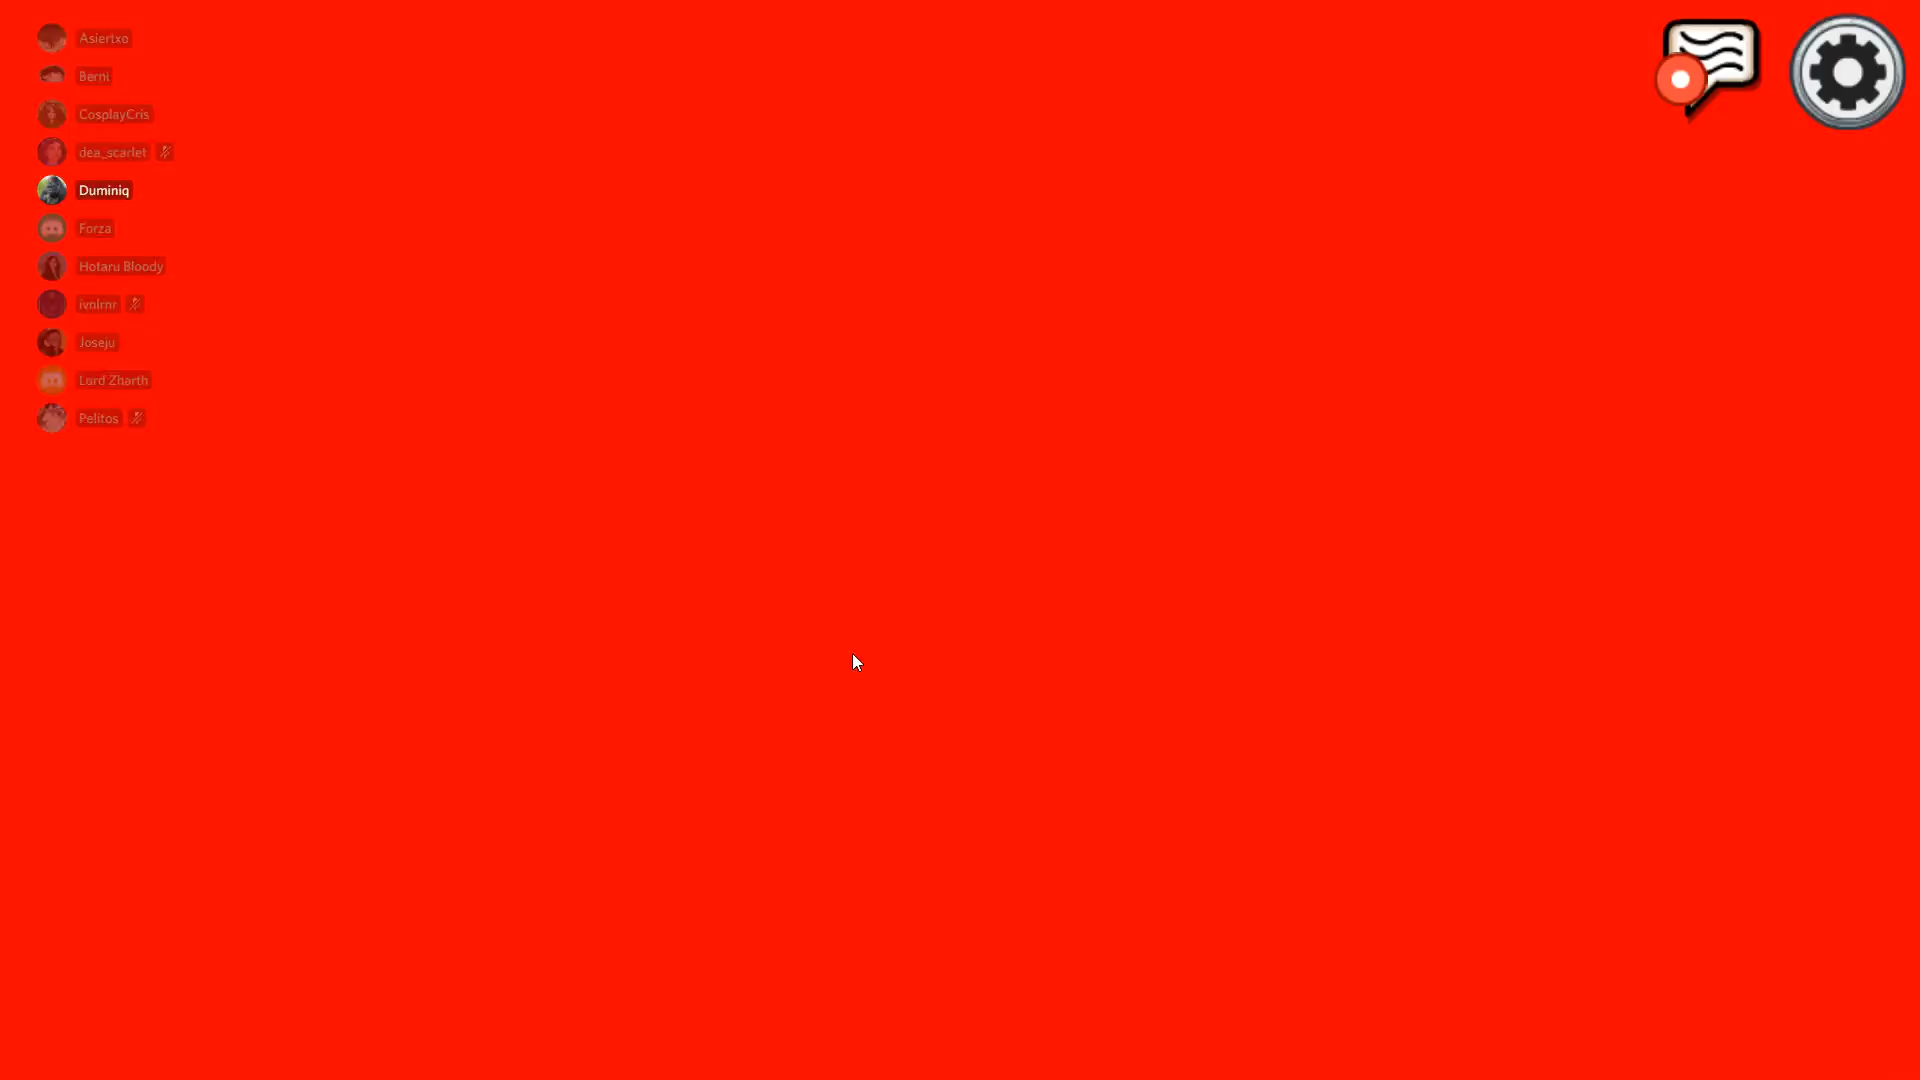 Asiertxo
Berni
CosplayCris
dea_scarlet
Duminiq
Forza
Hotaru Bloody
ivnlrnr
Joseju
Lord Zharth
Pelitos